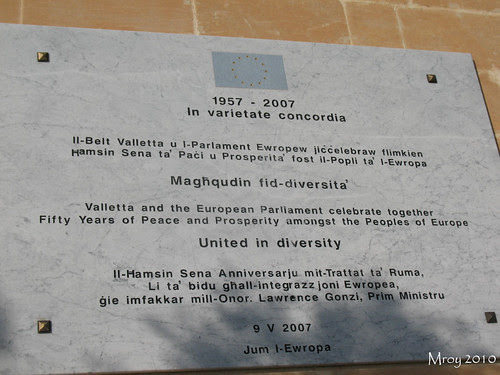 1957 - 2007
In varietate concordia
Il-Belt Valletta u l-Parlament Ewropew jiċċelebraw flimkien
Ħamsin Sena ta' Paċi u Prosperita' fost il-Popli ta' l-Ewropa
Magħqudin fid-diversita'
Valletta and the European Parliament celebrate together
Fifty Years of Peace and Prosperity amongst the Peoples of Europe
United in diversity
Il-Ħamsin Sena Anniversarju mit-Trattat ta' Ruma,
Li ta' bidu għall-integrazzjoni Ewropea,
ġie imfakkar mill-Onor. Lawrence Gonzi, Prim Ministru
9 V 2007
Jum l-Ewropa
Mroy 2010